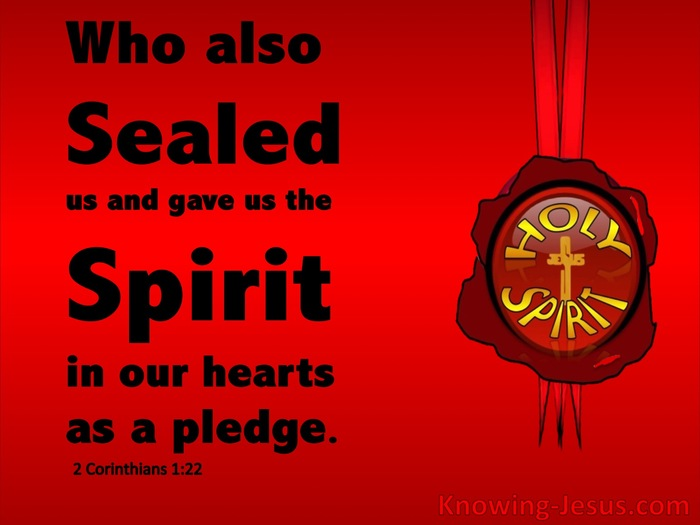 Who also
Sealed
us and gave us the
Spirit
in our hearts
as a pledge.
2 Corinthians 1:22
HOLY
JESUS
SPIRIT
Knowing-Jesus.com